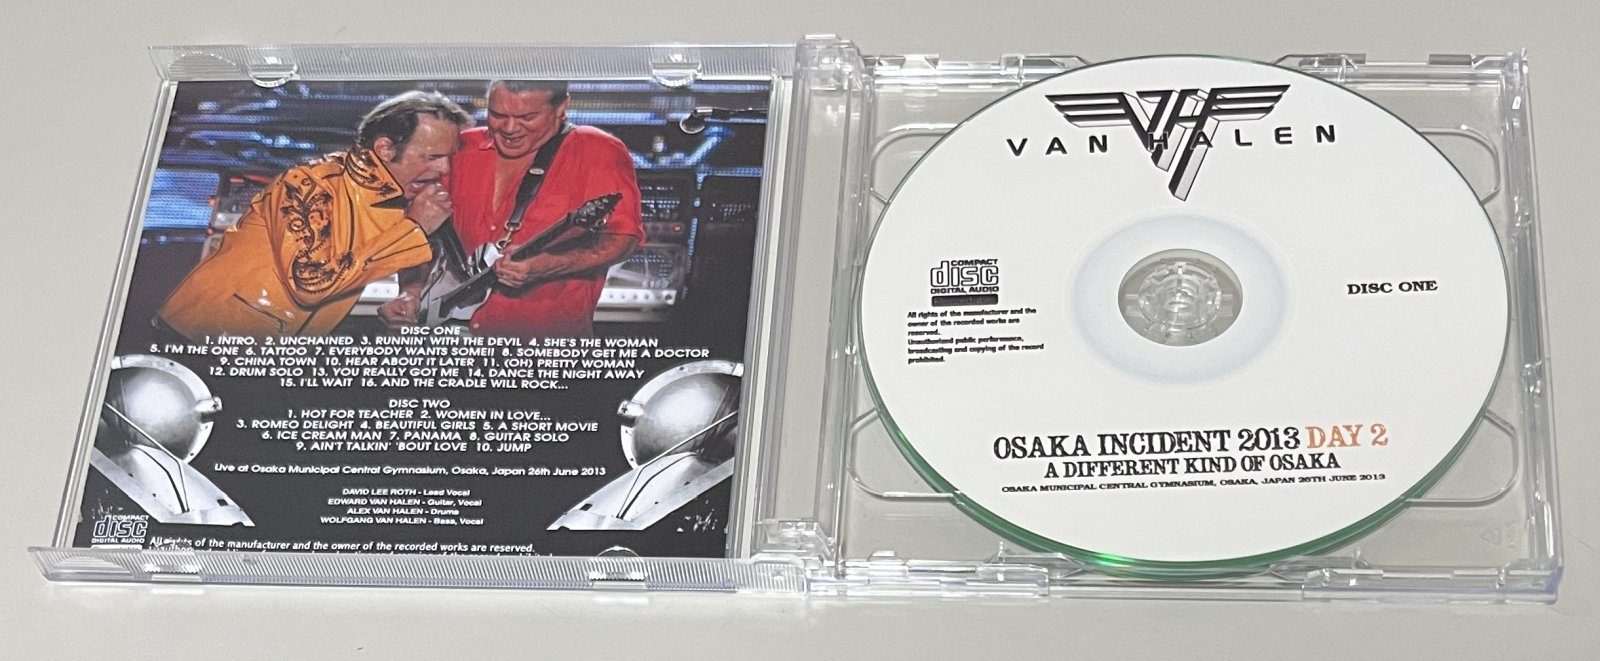 DISC ONE
1. INTRO. 2. UNCHAINED 3. RUNNIN' WITH THE DEVIL 4. SHE'S THE WOMAN
5. I'M THE ONE 6. TATTOO 7. EVERYBODY WANTS SOME!! 8. SOMEBODY GET ME A DOCTOR
9. CHINA TOWN 10. HEAR ABOUT IT LATER 11. (OH) PRETTY WOMAN
12. DRUM SOLO 13. YOU REALLY GOT ME 14. DANCE THE NIGHT AWAY
15. I'LL WAIT 16. AND THE CRADLE WILL ROCK...
DISC TWO
1. HOT FOR TEACHER 2. WOMEN IN LOVE...
3. ROMEO DELIGHT 4. BEAUTIFUL GIRLS 5. A SHORT MOVIE
6. ICE CREAM MAN 7. PANAMA 8. GUITAR SOLO
9. AIN'T TALKIN' 'BOUT LOVE 10. JUMP
Live at Osaka Municipal Central Gymnasium, Osaka, Japan 26th June 2013
DAVID LEE ROTH - Lead Vocal
EDWARD VAN HALEN - Guitar, Vocal
ALEX VAN HALEN - Drums
WOLFGANG VAN HALEN - Bass, Vocal
COMPACT
disc
DIGITAL AUDIO
All rights of the manufacturer and the owner of the recorded works are reserved.
VAN HALEN
COMPACT
disc
DIGITAL AUDIO
Recordable
All rights of the manufacturer and the
owner of the recorded works are
reserved.
Unauthorized public performance,
broadcasting and copying of the record
prohibited.
DISC ONE
OSAKA INCIDENT 2013 DAY 2
A DIFFERENT KIND OF OSAKA
OSAKA MUNICIPAL CENTRAL GYMNASIUM, OSAKA, JAPAN 26TH JUNE 2013